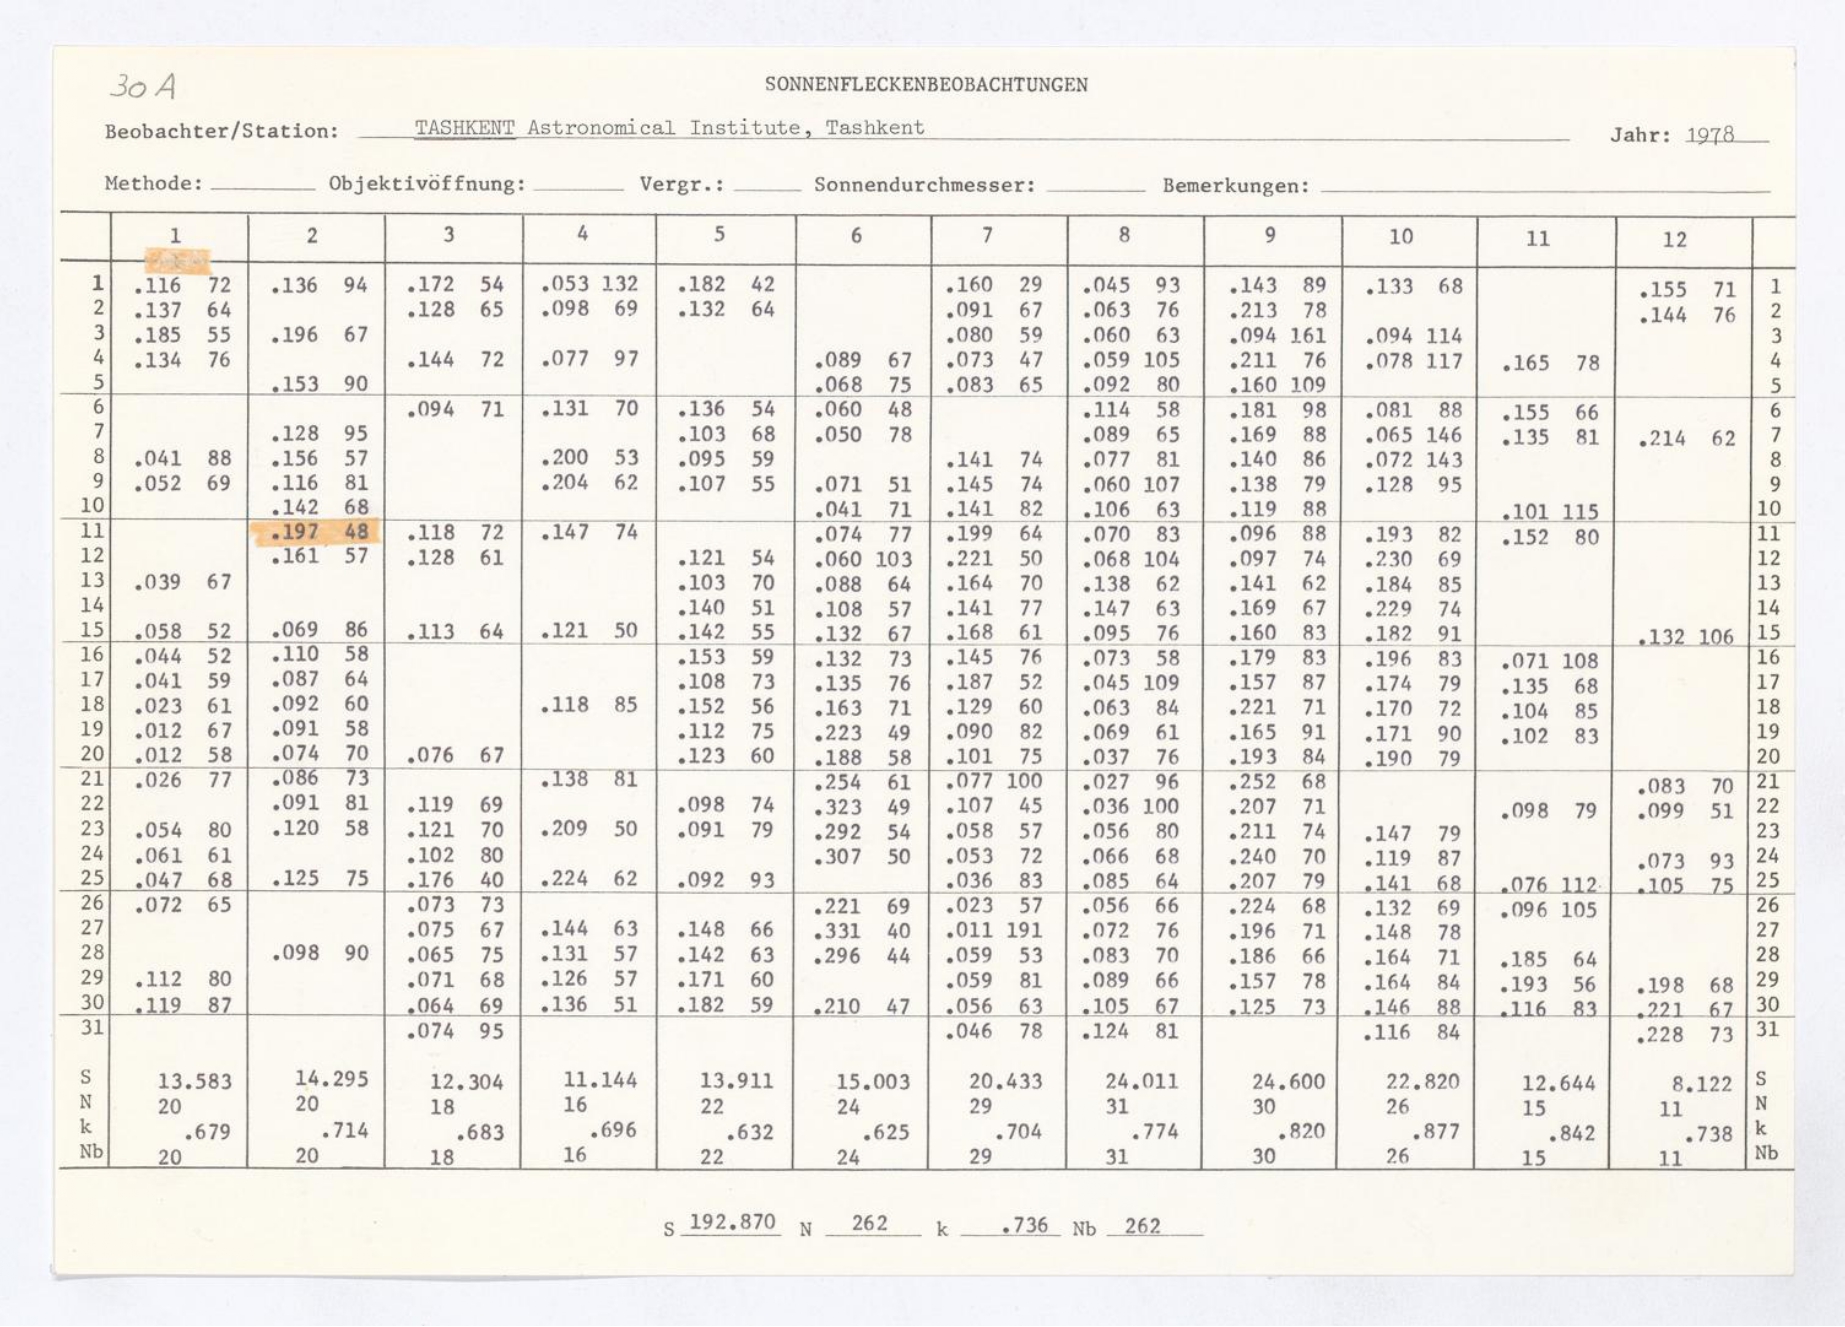 30 A
SONNENFLECKENBEOBACHTUNGEN
Beobachter/Station: TASHKENT Astronomical Institute, Tashkent Jahr: 1978
Methode: Objektivöffnung: Vergr.: Sonnendurchmesser: Bemerkungen:
1 2 3 4 5 6 7 8 9 10 11 12
1 .116 72 .136 94 .172 54 .053 132 .182 42 .160 29 .045 93 .143 89 .133 68 .155 71 1
2 .137 64 .128 65 .098 69 .132 64 .091 67 .063 76 .213 78 .144 76 2
3 .185 55 .196 67 .080 59 .060 63 .094 161 .094 114 3
4 .134 76 .144 72 .077 97 .089 67 .073 47 .059 105 .211 76 .078 117 .165 78 4
5 .153 90 .068 75 .083 65 .092 80 .160 109 5
6 .094 71 .131 70 .136 54 .060 48 .114 58 .181 98 .081 88 .155 66 6
7 .128 95 .103 68 .050 78 .089 65 .169 88 .065 146 .135 81 .214 62 7
8 .041 88 .156 57 .200 53 .095 59 .141 74 .077 81 .140 86 .072 143 8
9 .052 69 .116 81 .204 62 .107 55 .071 51 .145 74 .060 107 .138 79 .128 95 9
10 .142 68 .041 71 .141 82 .106 63 .119 88 .101 115 10
11 .197 48 .118 72 .147 74 .074 77 .199 64 .070 83 .096 88 .193 82 .152 80 11
12 .161 57 .128 61 .121 54 .060 103 .221 50 .068 104 .097 74 .230 69 12
13 .039 67 .103 70 .088 64 .164 70 .138 62 .141 62 .184 85 13
14 .140 51 .108 57 .141 77 .147 63 .169 67 .229 74 14
15 .058 52 .069 86 .113 64 .121 50 .142 55 .132 67 .168 61 .095 76 .160 83 .182 91 .132 106 15
16 .044 52 .110 58 .153 59 .132 73 .145 76 .073 58 .179 83 .196 83 .071 108 16
17 .041 59 .087 64 .108 73 .135 76 .187 52 .045 109 .157 87 .174 79 .135 68 17
18 .023 61 .092 60 .118 85 .152 56 .163 71 .129 60 .063 84 .221 71 .170 72 .104 85 18
19 .012 67 .091 58 .112 75 .223 49 .090 82 .069 61 .165 91 .171 90 .102 83 19
20 .012 58 .074 70 .076 67 .123 60 .188 58 .101 75 .037 76 .193 84 .190 79 20
21 .026 77 .086 73 .138 81 .254 61 .077 100 .027 96 .252 68 .083 70 21
22 .091 81 .119 69 .098 74 .323 49 .107 45 .036 100 .207 71 .098 79 .099 51 22
23 .054 80 .120 58 .121 70 .209 50 .091 79 .292 54 .058 57 .056 80 .211 74 .147 79 23
24 .061 61 .102 80 .307 50 .053 72 .066 68 .240 70 .119 87 .073 93 24
25 .047 68 .125 75 .176 40 .224 62 .092 93 .036 83 .085 64 .207 79 .141 68 .076 112 .105 75 25
26 .072 65 .073 73 .221 69 .023 57 .056 66 .224 68 .132 69 .096 105 26
27 .075 67 .144 63 .148 66 .331 40 .011 191 .072 76 .196 71 .148 78 27
28 .098 90 .065 75 .131 57 .142 63 .296 44 .059 53 .083 70 .186 66 .164 71 .185 64 28
29 .112 80 .071 68 .126 57 .171 60 .059 81 .089 66 .157 78 .164 84 .193 56 .198 68 29
30 .119 87 .064 69 .136 51 .182 59 .210 47 .056 63 .105 67 .125 73 .146 88 .116 83 .221 67 30
31 .074 95 .046 78 .124 81 .116 84 .228 73 31
S 13.583 14.295 12.304 11.144 13.911 15.003 20.433 24.011 24.600 22.820 12.644 8.122 S
N 20 20 18 16 22 24 29 31 30 26 15 11 N
k .679 .714 .683 .696 .632 .625 .704 .774 .820 .877 .842 .738 k
Nb 20 20 18 16 22 24 29 31 30 26 15 11 Nb
S 192.870 N 262 k .736 Nb 262